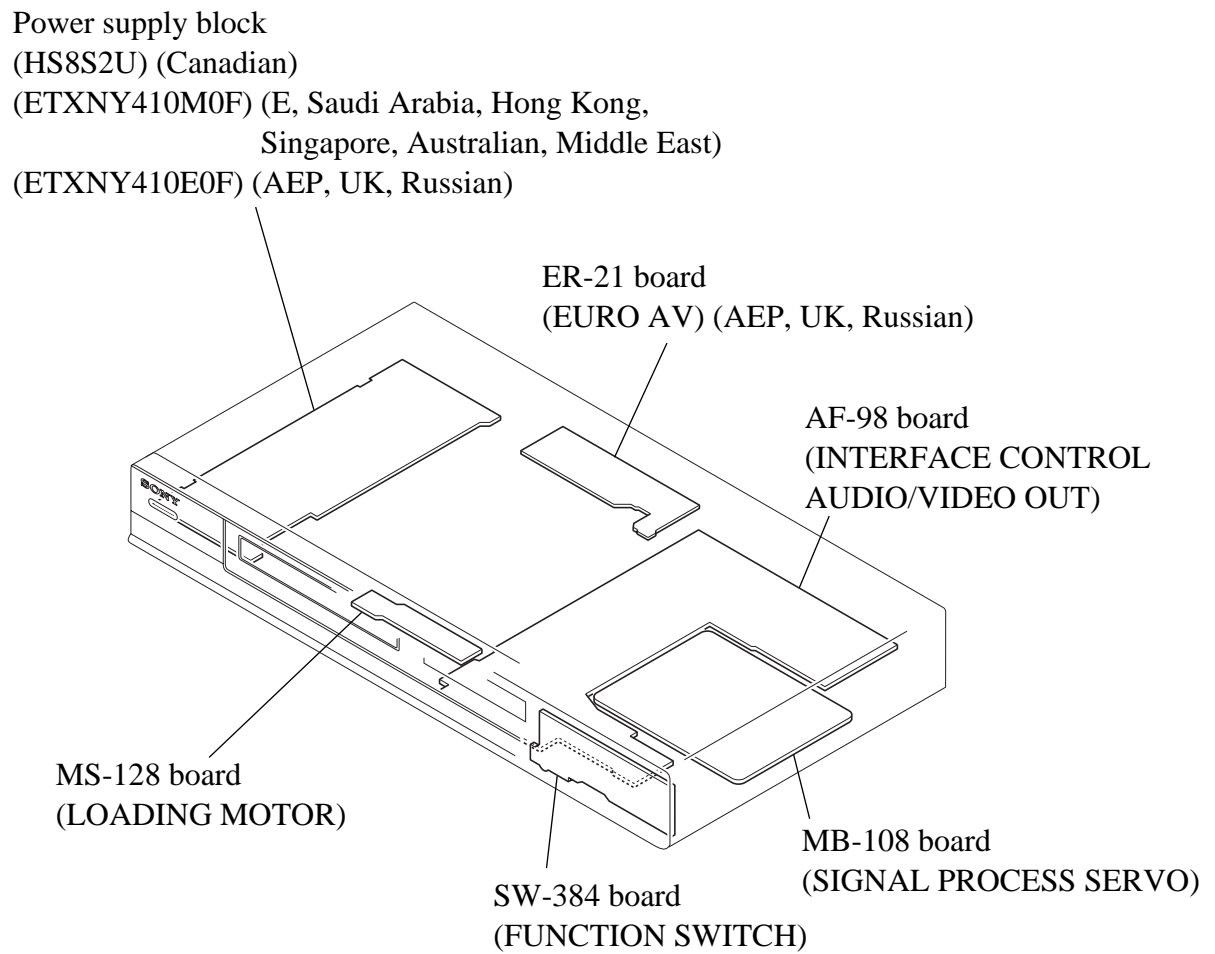 Power supply block
(HS8S2U) (Canadian)
(ETXNY410M0F) (E, Saudi Arabia, Hong Kong,
Singapore, Australian, Middle East)
(ETXNY410E0F) (AEP, UK, Russian)
ER-21 board
(EURO AV) (AEP, UK, Russian)
AF-98 board
(INTERFACE CONTROL
AUDIO/VIDEO OUT)
SONY
MS-128 board
(LOADING MOTOR)
MB-108 board
(SIGNAL PROCESS SERVO)
SW-384 board
(FUNCTION SWITCH)